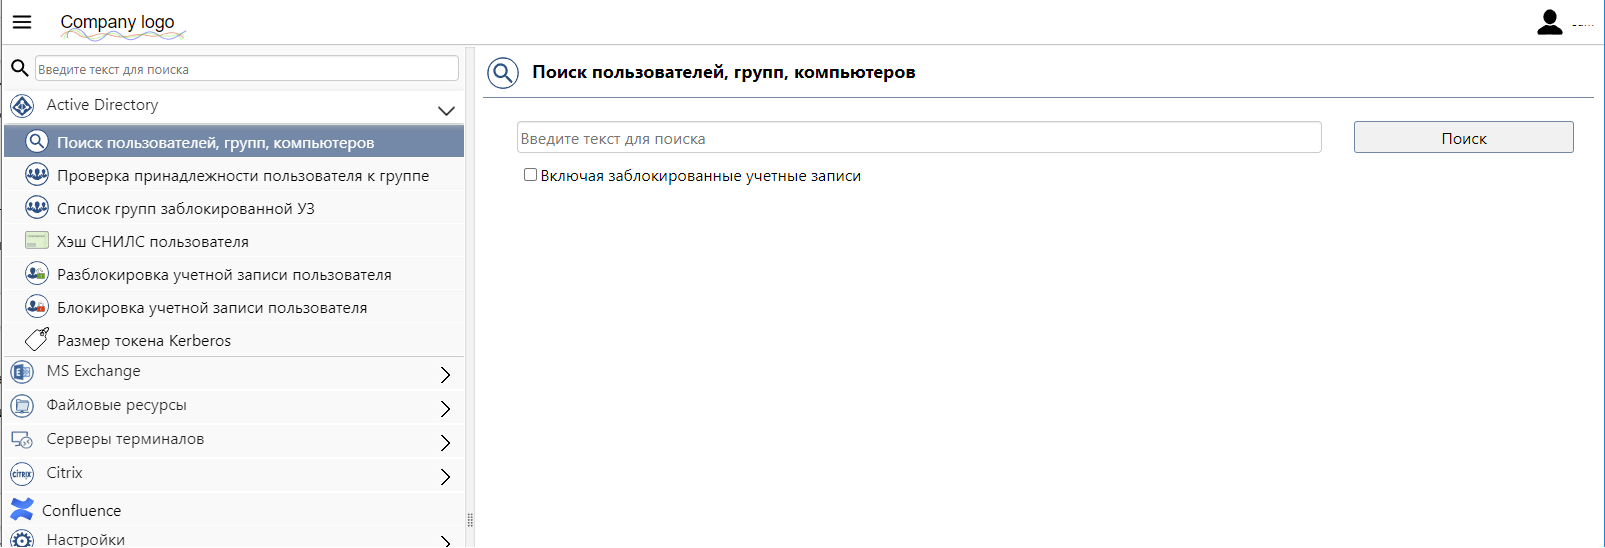 Company logo
Введите текст для поиска
Active Directory
Поиск пользователей, групп, компьютеров
Проверка принадлежности пользователя к группе
Список групп заблокированной УЗ
Хэш СНИЛС пользователя
Разблокировка учетной записи пользователя
Блокировка учетной записи пользователя
Размер токена Kerberos
MS Exchange
Файловые ресурсы
Серверы терминалов
CITRIX Citrix
Confluence
Настройки
Поиск пользователей, групп, компьютеров
Введите текст для поиска
Поиск
Включая заблокированные учетные записи